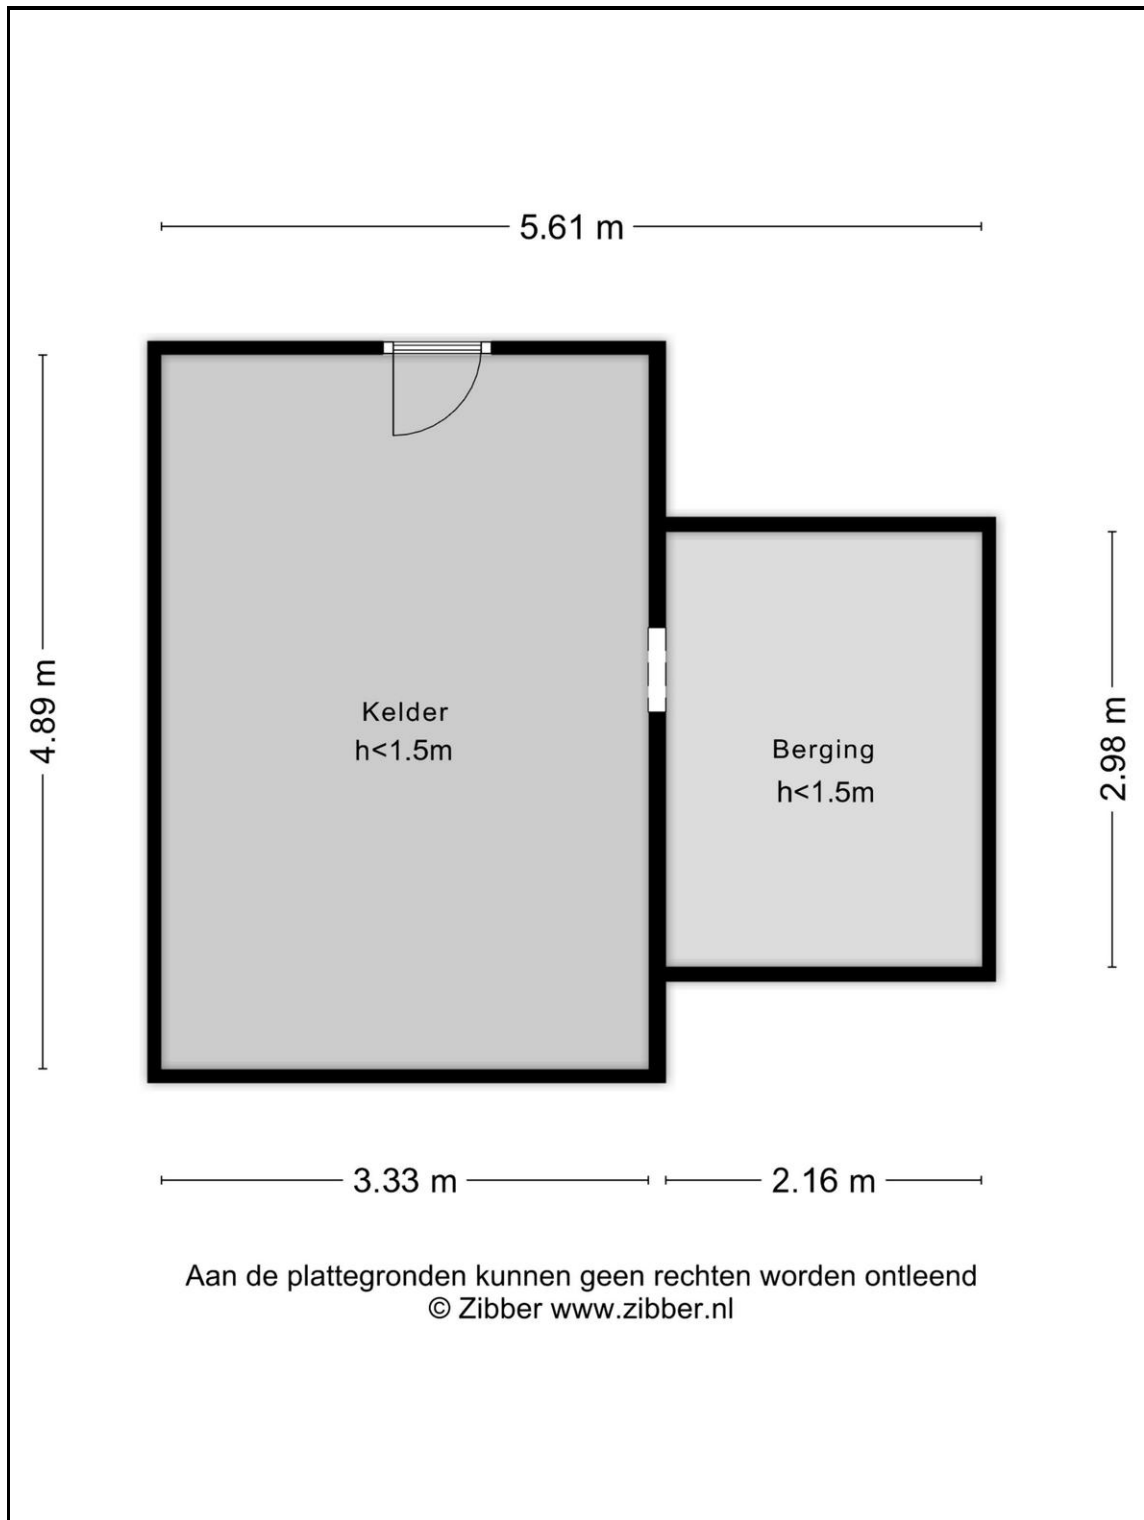 5.61 m
4.89 m
Kelder
h<1.5m
Berging
h<1.5m
2.98 m
3.33 m
2.16 m
Aan de plattegronden kunnen geen rechten worden ontleend
© Zibber www.zibber.nl